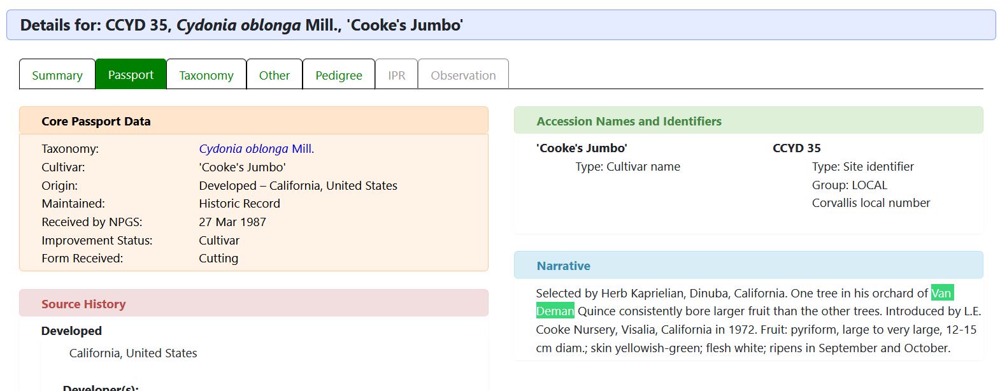 Details for: CCYD 35, Cydonia oblonga Mill., 'Cooke's Jumbo'
Summary
Passport
Taxonomy
Other
Pedigree
IPR
Observation
Core Passport Data
Taxonomy: Cydonia oblonga Mill.
Cultivar: 'Cooke's Jumbo'
Origin: Developed – California, United States
Maintained: Historic Record
Received by NPGS: 27 Mar 1987
Improvement Status: Cultivar
Form Received: Cutting
Source History
Developed
California, United States
Developer(s):
Accession Names and Identifiers
'Cooke's Jumbo'
Type: Cultivar name
CCYD 35
Type: Site identifier
Group: LOCAL
Corvallis local number
Narrative
Selected by Herb Kaprielian, Dinuba, California. One tree in his orchard of Van
Deman Quince consistently bore larger fruit than the other trees. Introduced by L.E.
Cooke Nursery, Visalia, California in 1972. Fruit: pyriform, large to very large, 12-15
cm diam.; skin yellowish-green; flesh white; ripens in September and October.